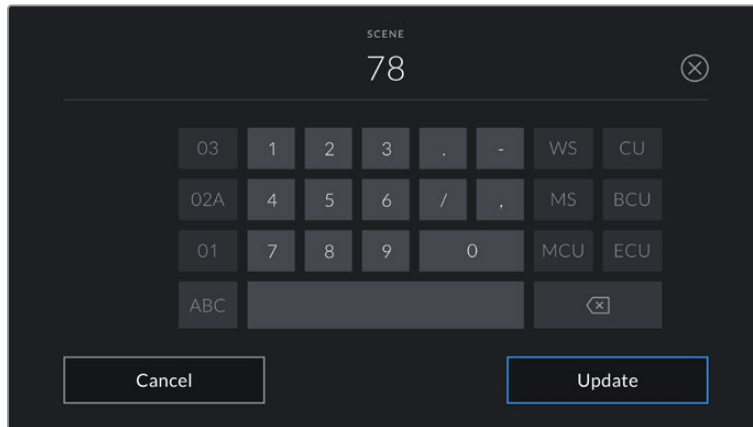 SCENE
78
03 1 2 3 . - WS CU
02A 4 5 6 / , MS BCU
01 7 8 9 0 MCU ECU
ABC
Cancel Update